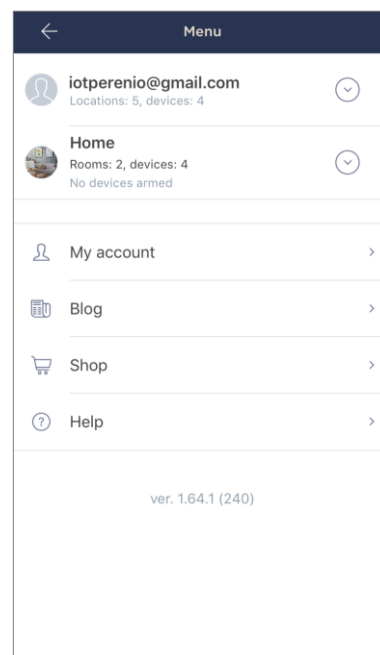 Menu
iotperenio@gmail.com
Locations: 5, devices: 4
Home
Rooms: 2, devices: 4
No devices armed
My account
Blog
Shop
? Help
ver. 1.64.1 (240)